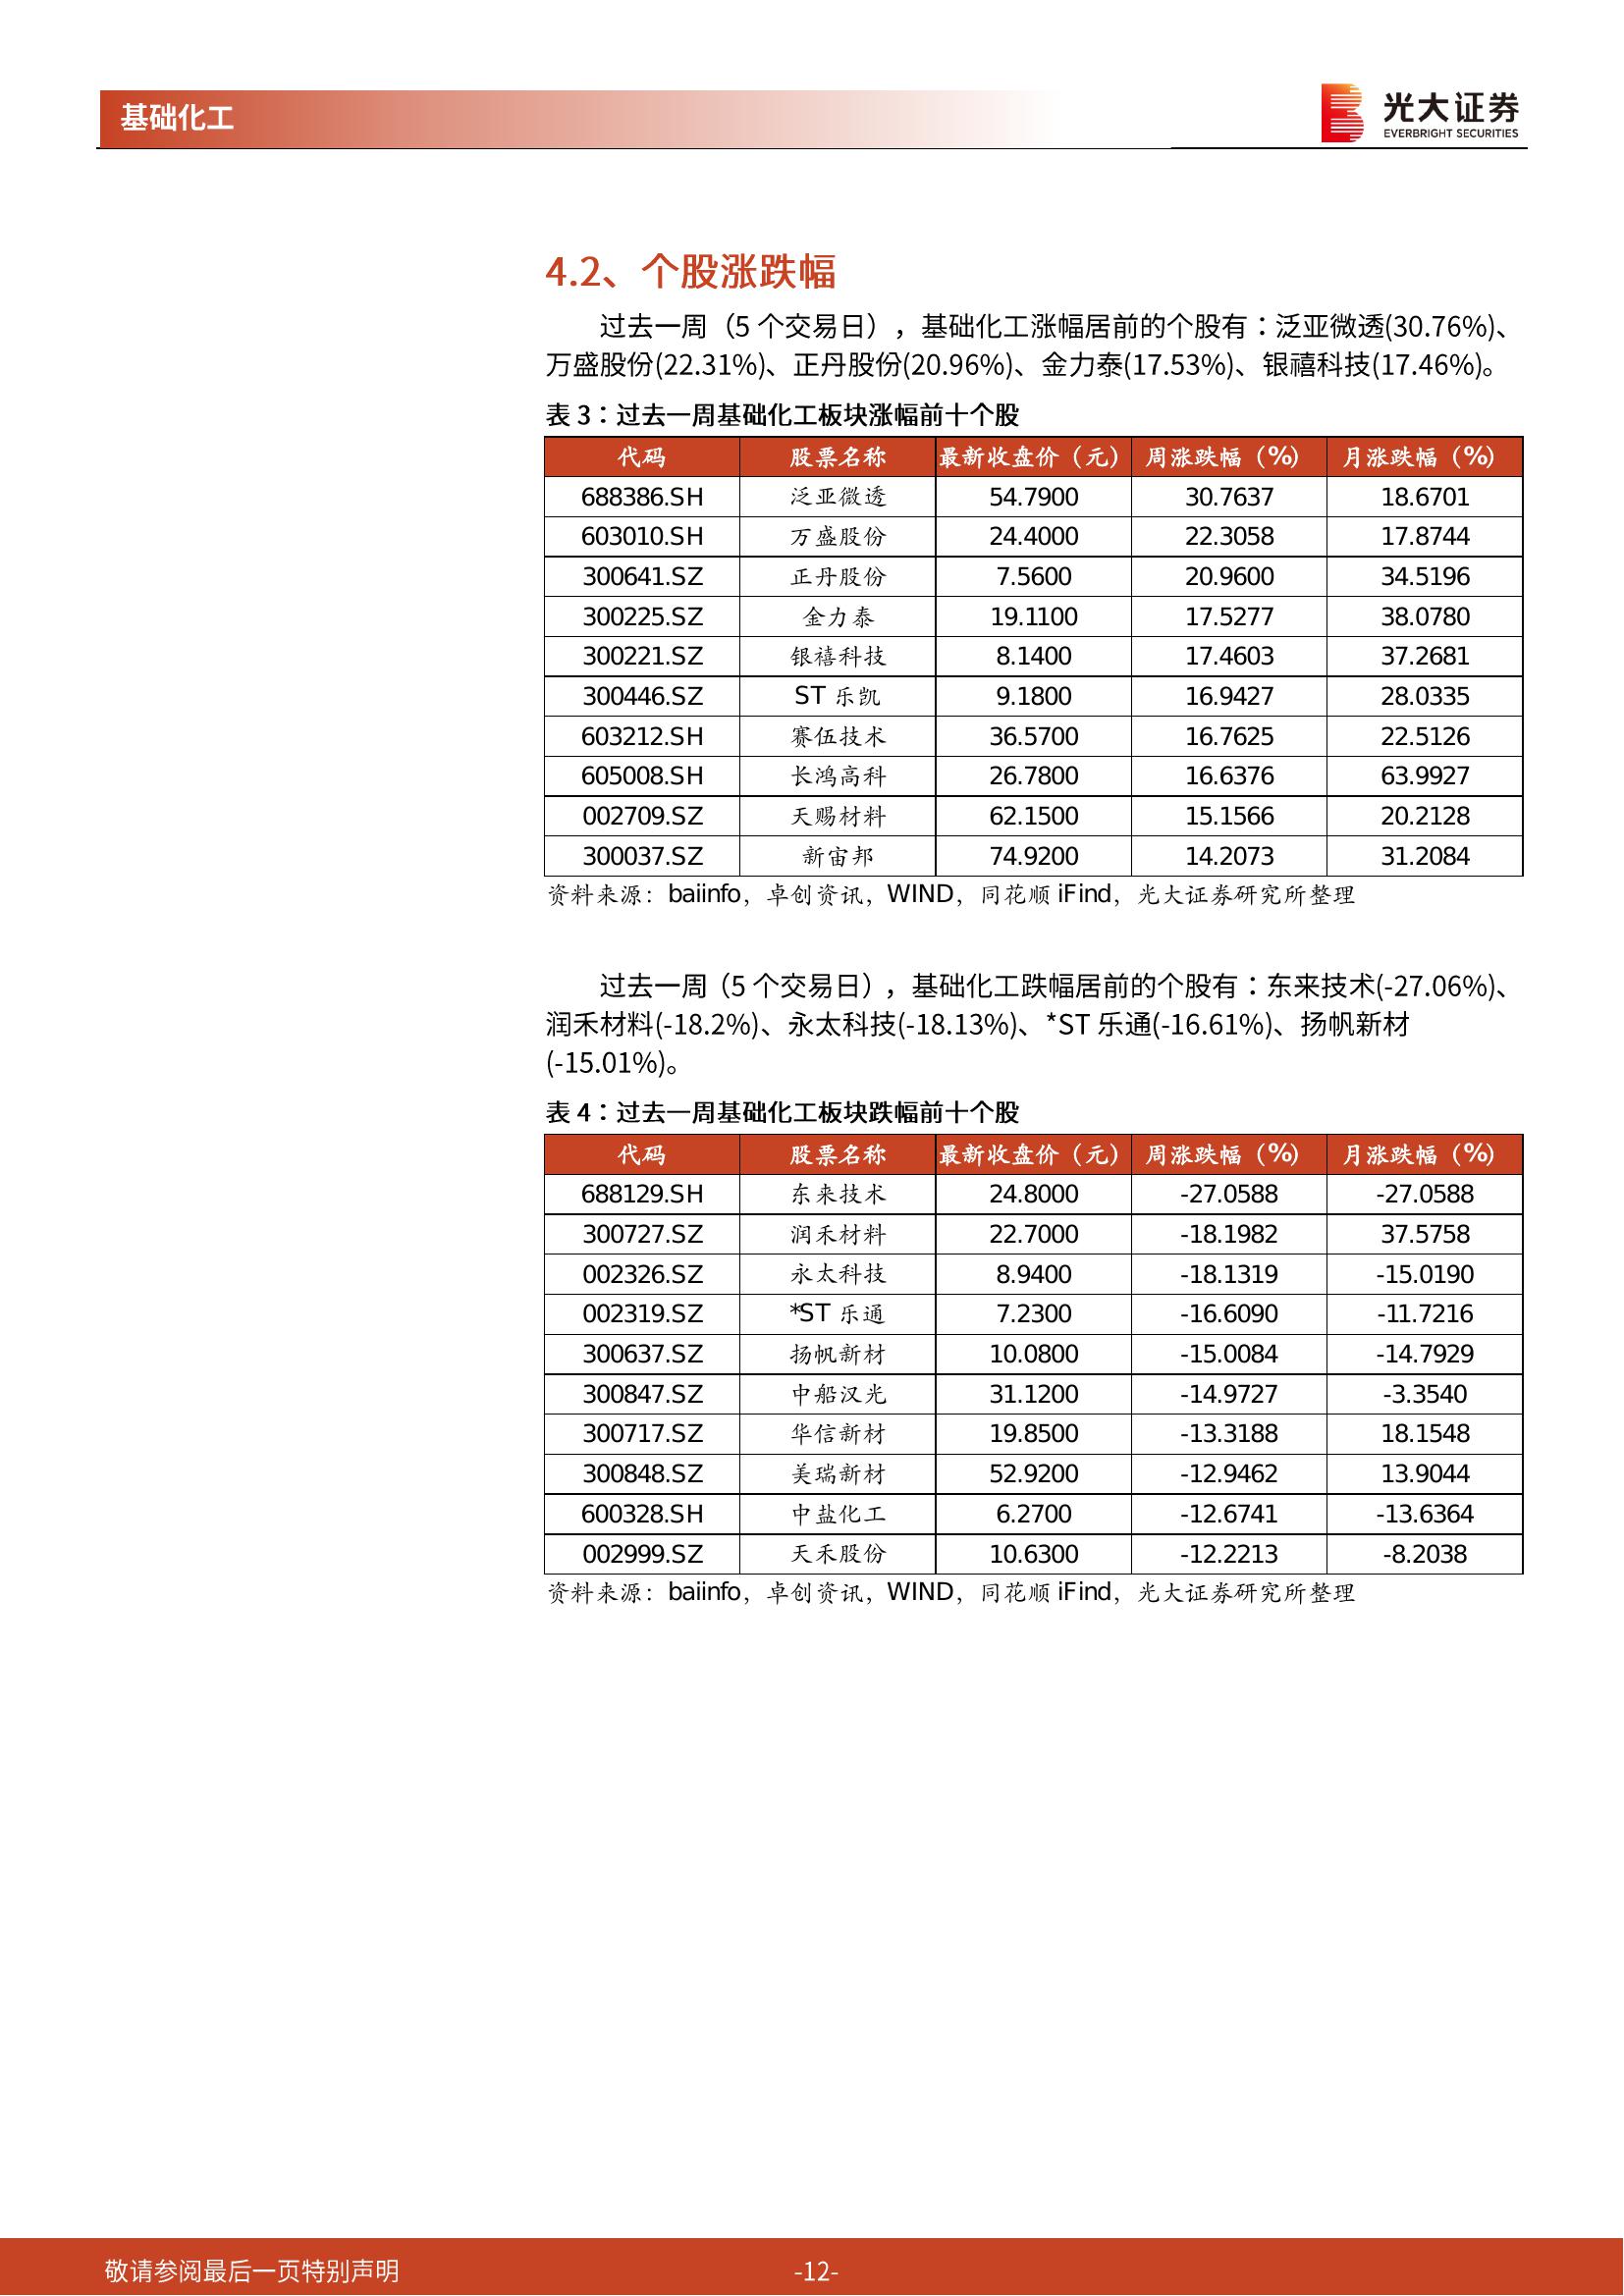 基础化工
光大证券
EVERBRIGHT SECURITIES
4.2、个股涨跌幅
过去一周（5 个交易日），基础化工涨幅居前的个股有：泛亚微透(30.76%)、
万盛股份(22.31%)、正丹股份(20.96%)、金力泰(17.53%)、银禧科技(17.46%)。
表 3：过去一周基础化工板块涨幅前十个股
代码 股票名称 最新收盘价（元） 周涨跌幅（%） 月涨跌幅（%）
688386.SH 泛亚微透 54.7900 30.7637 18.6701
603010.SH 万盛股份 24.4000 22.3058 17.8744
300641.SZ 正丹股份 7.5600 20.9600 34.5196
300225.SZ 金力泰 19.1100 17.5277 38.0780
300221.SZ 银禧科技 8.1400 17.4603 37.2681
300446.SZ ST 乐凯 9.1800 16.9427 28.0335
603212.SH 赛伍技术 36.5700 16.7625 22.5126
605008.SH 长鸿高科 26.7800 16.6376 63.9927
002709.SZ 天赐材料 62.1500 15.1566 20.2128
300037.SZ 新宙邦 74.9200 14.2073 31.2084
资料来源：baiinfo，卓创资讯，WIND，同花顺 iFind，光大证券研究所整理
过去一周（5 个交易日），基础化工跌幅居前的个股有：东来技术(-27.06%)、
润禾材料(-18.2%)、永太科技(-18.13%)、*ST 乐通(-16.61%)、扬帆新材
(-15.01%)。
表 4：过去一周基础化工板块跌幅前十个股
代码 股票名称 最新收盘价（元） 周涨跌幅（%） 月涨跌幅（%）
688129.SH 东来技术 24.8000 -27.0588 -27.0588
300727.SZ 润禾材料 22.7000 -18.1982 37.5758
002326.SZ 永太科技 8.9400 -18.1319 -15.0190
002319.SZ *ST 乐通 7.2300 -16.6090 -11.7216
300637.SZ 扬帆新材 10.0800 -15.0084 -14.7929
300847.SZ 中船汉光 31.1200 -14.9727 -3.3540
300717.SZ 华信新材 19.8500 -13.3188 18.1548
300848.SZ 美瑞新材 52.9200 -12.9462 13.9044
600328.SH 中盐化工 6.2700 -12.6741 -13.6364
002999.SZ 天禾股份 10.6300 -12.2213 -8.2038
资料来源：baiinfo，卓创资讯，WIND，同花顺 iFind，光大证券研究所整理
敬请参阅最后一页特别声明 -12-